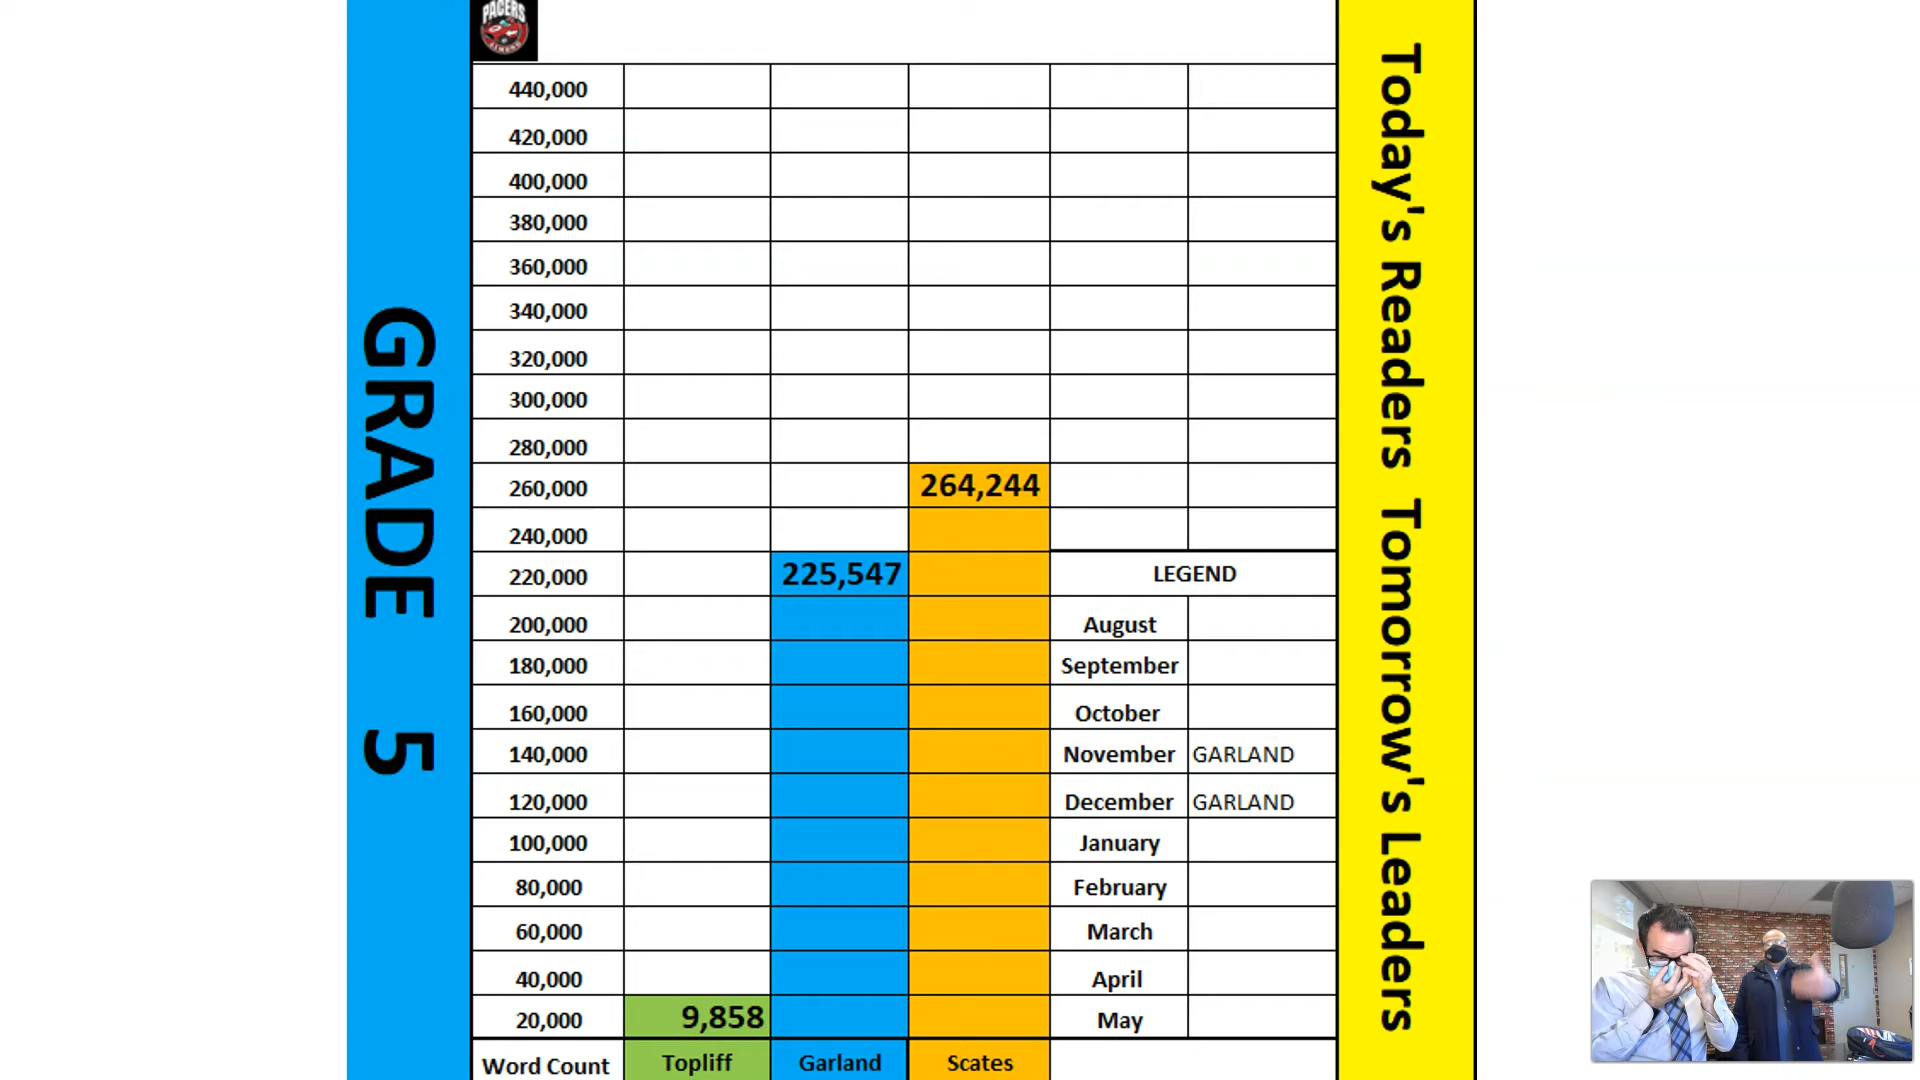 PACERS
GRADE 5
440,000
420,000
400,000
380,000
360,000
340,000
320,000
300,000
280,000
260,000 264,244
240,000
220,000 225,547 LEGEND
200,000 August
180,000 September
160,000 October
140,000 November GARLAND
120,000 December GARLAND
100,000 January
80,000 February
60,000 March
40,000 April
20,000 9,858 May
Word Count Topliff Garland Scates
Today's Readers Tomorrow's Leaders